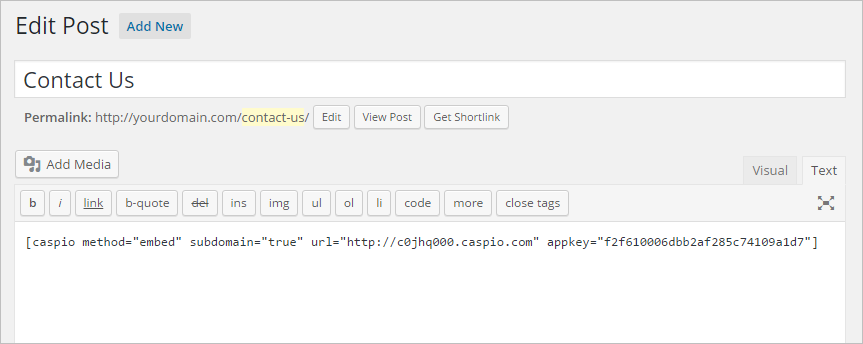 Edit Post Add New
Contact Us
Permalink: http://yourdomain.com/contact-us/ Edit View Post Get Shortlink
Add Media Visual Text
b i link b-quote del ins img ul ol li code more close tags
[caspio method="embed" subdomain="true" url="http://c0jhq000.caspio.com" appkey="f2f610006dbb2af285c74109a1d7"]